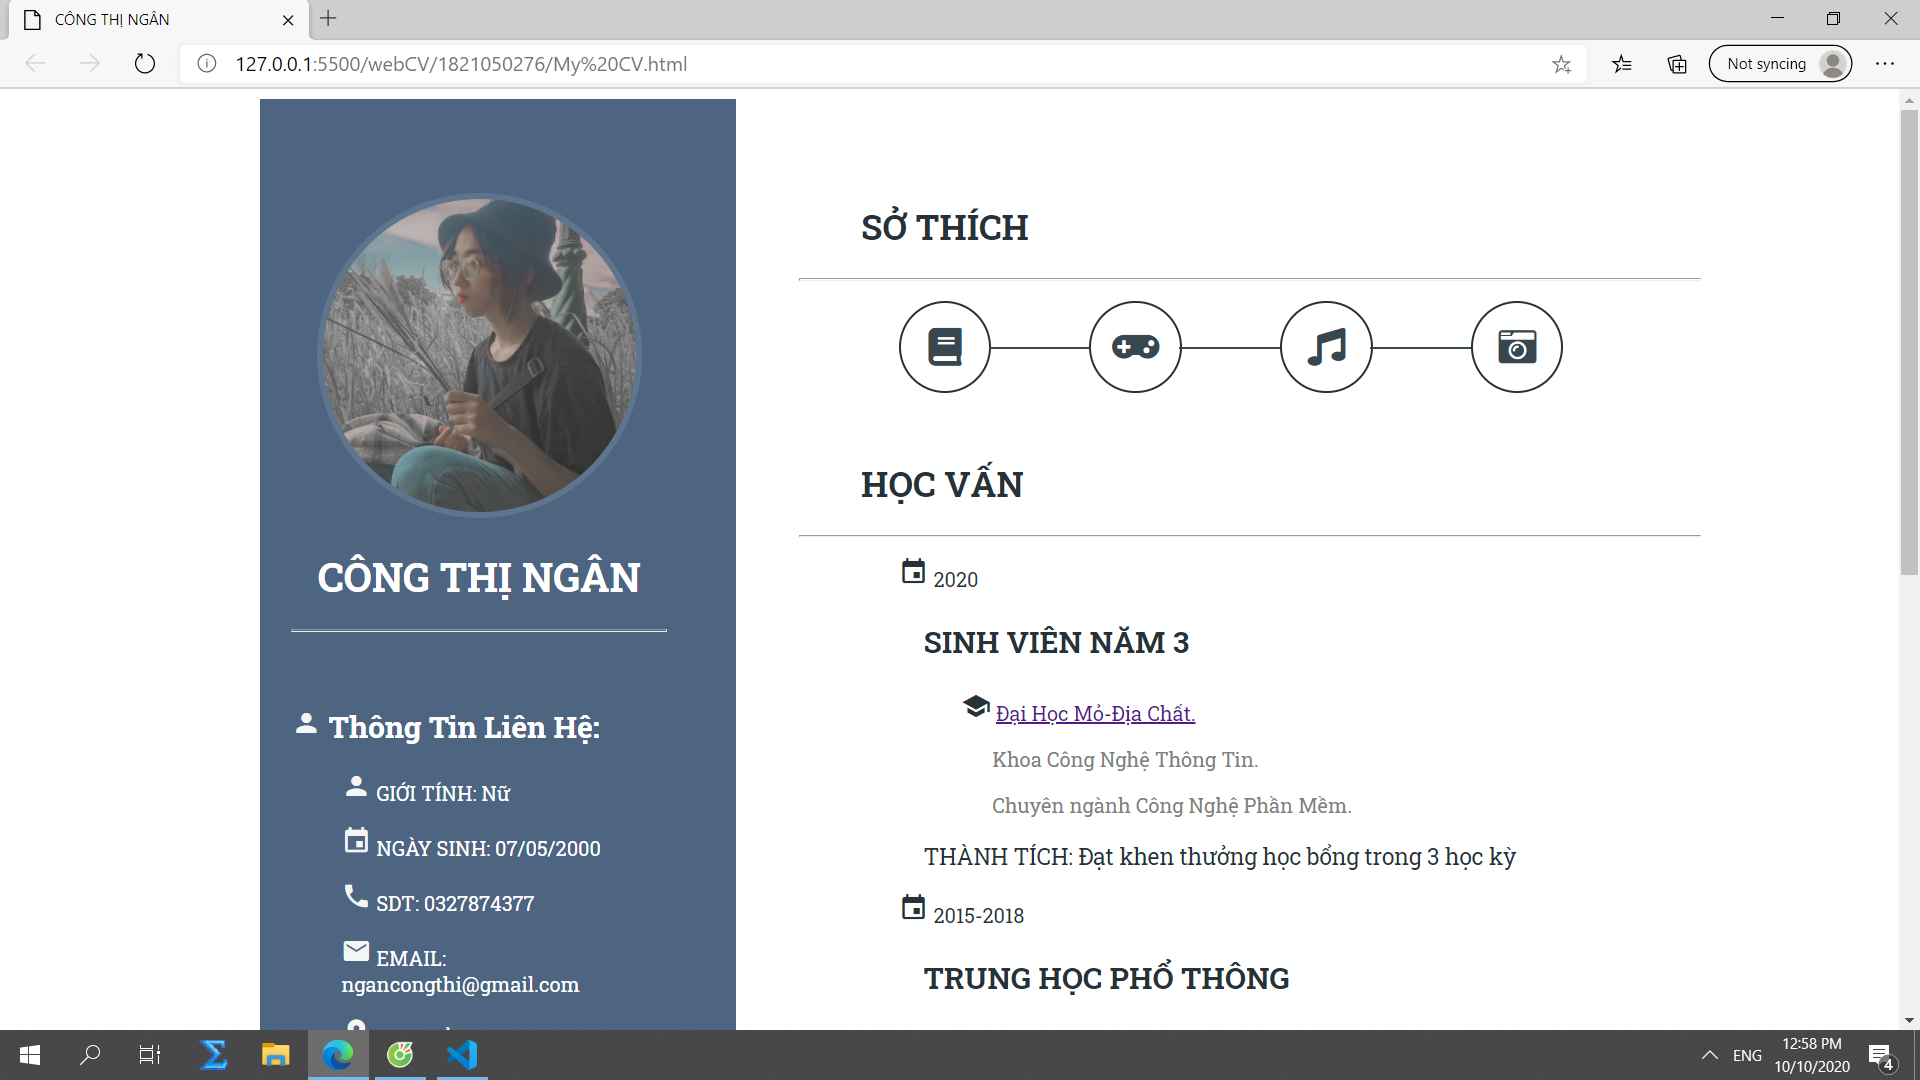 CÔNG THỊ NGÂN
127.0.0.1:5500/webCV/1821050276/My%20CV.html
Not syncing
CÔNG THỊ NGÂN
Thông Tin Liên Hệ:
GIỚI TÍNH: Nữ
NGÀY SINH: 07/05/2000
SDT: 0327874377
EMAIL:
ngancongthi@gmail.com
SỞ THÍCH
HỌC VẤN
2020
SINH VIÊN NĂM 3
Đại Học Mỏ-Địa Chất.
Khoa Công Nghệ Thông Tin.
Chuyên ngành Công Nghệ Phần Mềm.
THÀNH TÍCH: Đạt khen thưởng học bổng trong 3 học kỳ
2015-2018
TRUNG HỌC PHỔ THÔNG
ENG
12:58 PM
10/10/2020
4